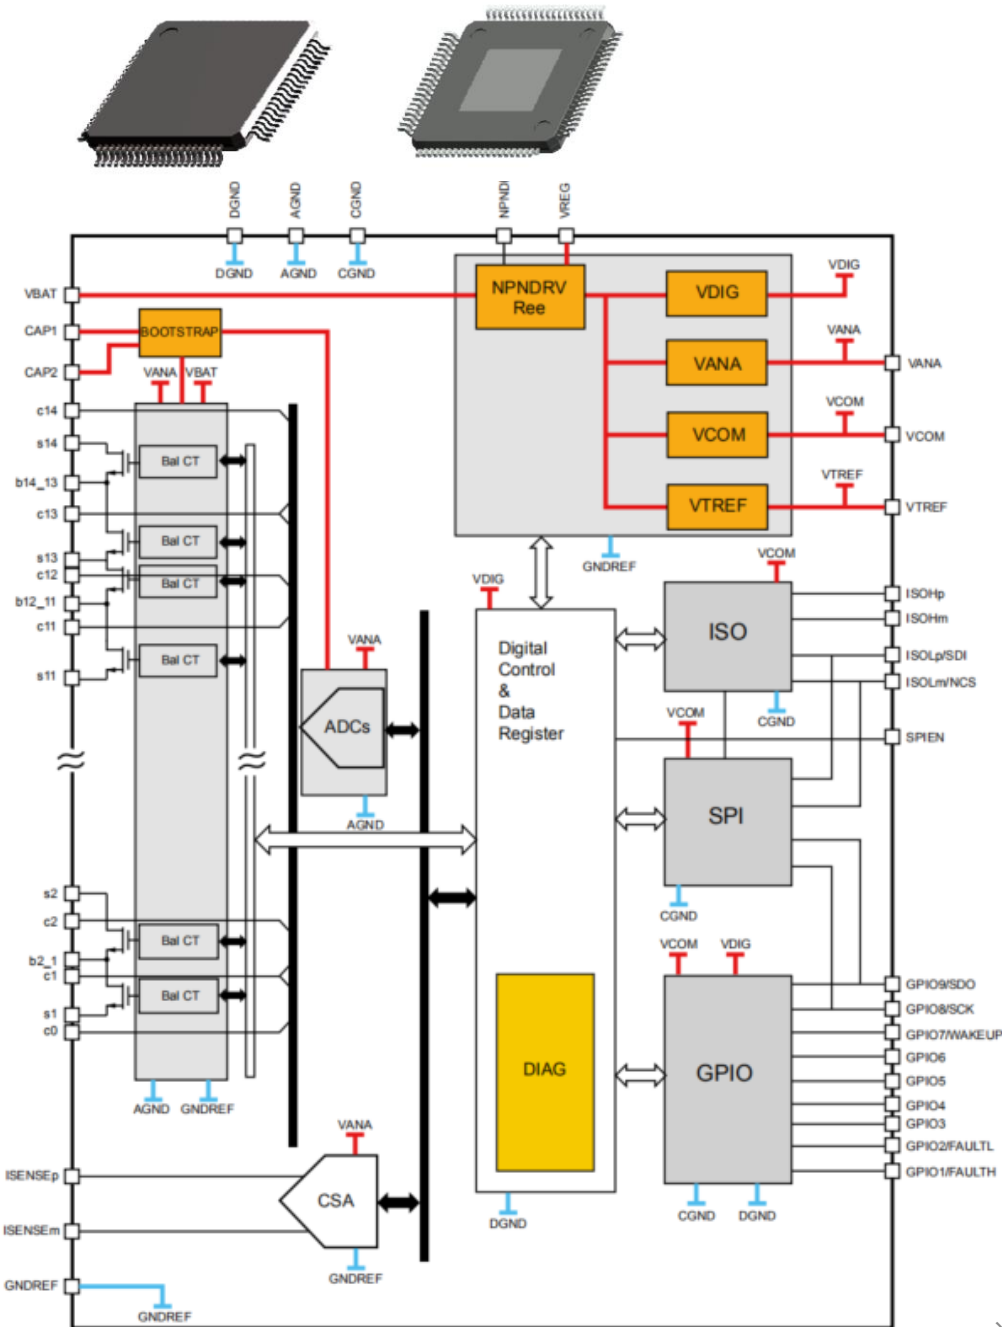 DGND
AGND
CGND
NPNDI
VREG
DGND
AGND
CGND
VBAT
CAP1
CAP2
BOOTSTRAP
VANA
VBAT
NPNDRV
Ree
VDIG
VDIG
VANA
VANA
VANA
VCOM
VCOM
VCOM
VTREF
VTREF
VTREF
GNDREF
c14
s14
b14_13
c13
s13
c12
b12_11
c11
s11
Bal CT
Bal CT
Bal CT
Bal CT
VANA
ADCs
AGND
VDIG
Digital
Control
&
Data
Register
DIAG
DGND
VCOM
ISO
CGND
ISOHp
ISOHm
ISOLp/SDI
ISOLm/NCS
SPIEN
VCOM
SPI
CGND
s2
c2
b2_1
c1
s1
c0
Bal CT
Bal CT
AGND
GNDREF
VCOM
VDIG
GPIO
CGND
DGND
GPIO9/SDO
GPIO8/SCK
GPIO7/WAKEUP
GPIO6
GPIO5
GPIO4
GPIO3
GPIO2/FAULTL
GPIO1/FAULTH
VANA
ISENSEp
CSA
ISENSEm
GNDREF
GNDREF
GNDREF